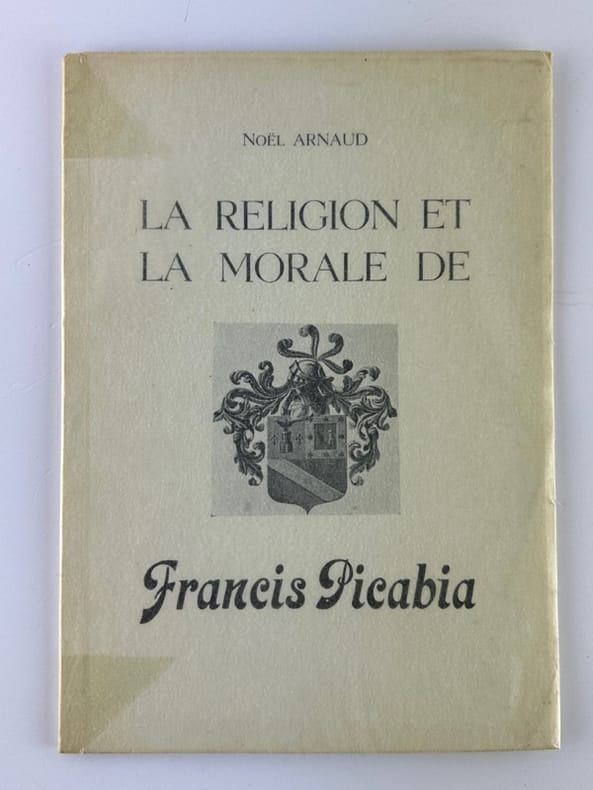 NOËL ARNAUD
LA RELIGION ET
LA MORALE DE
Francis Picabia